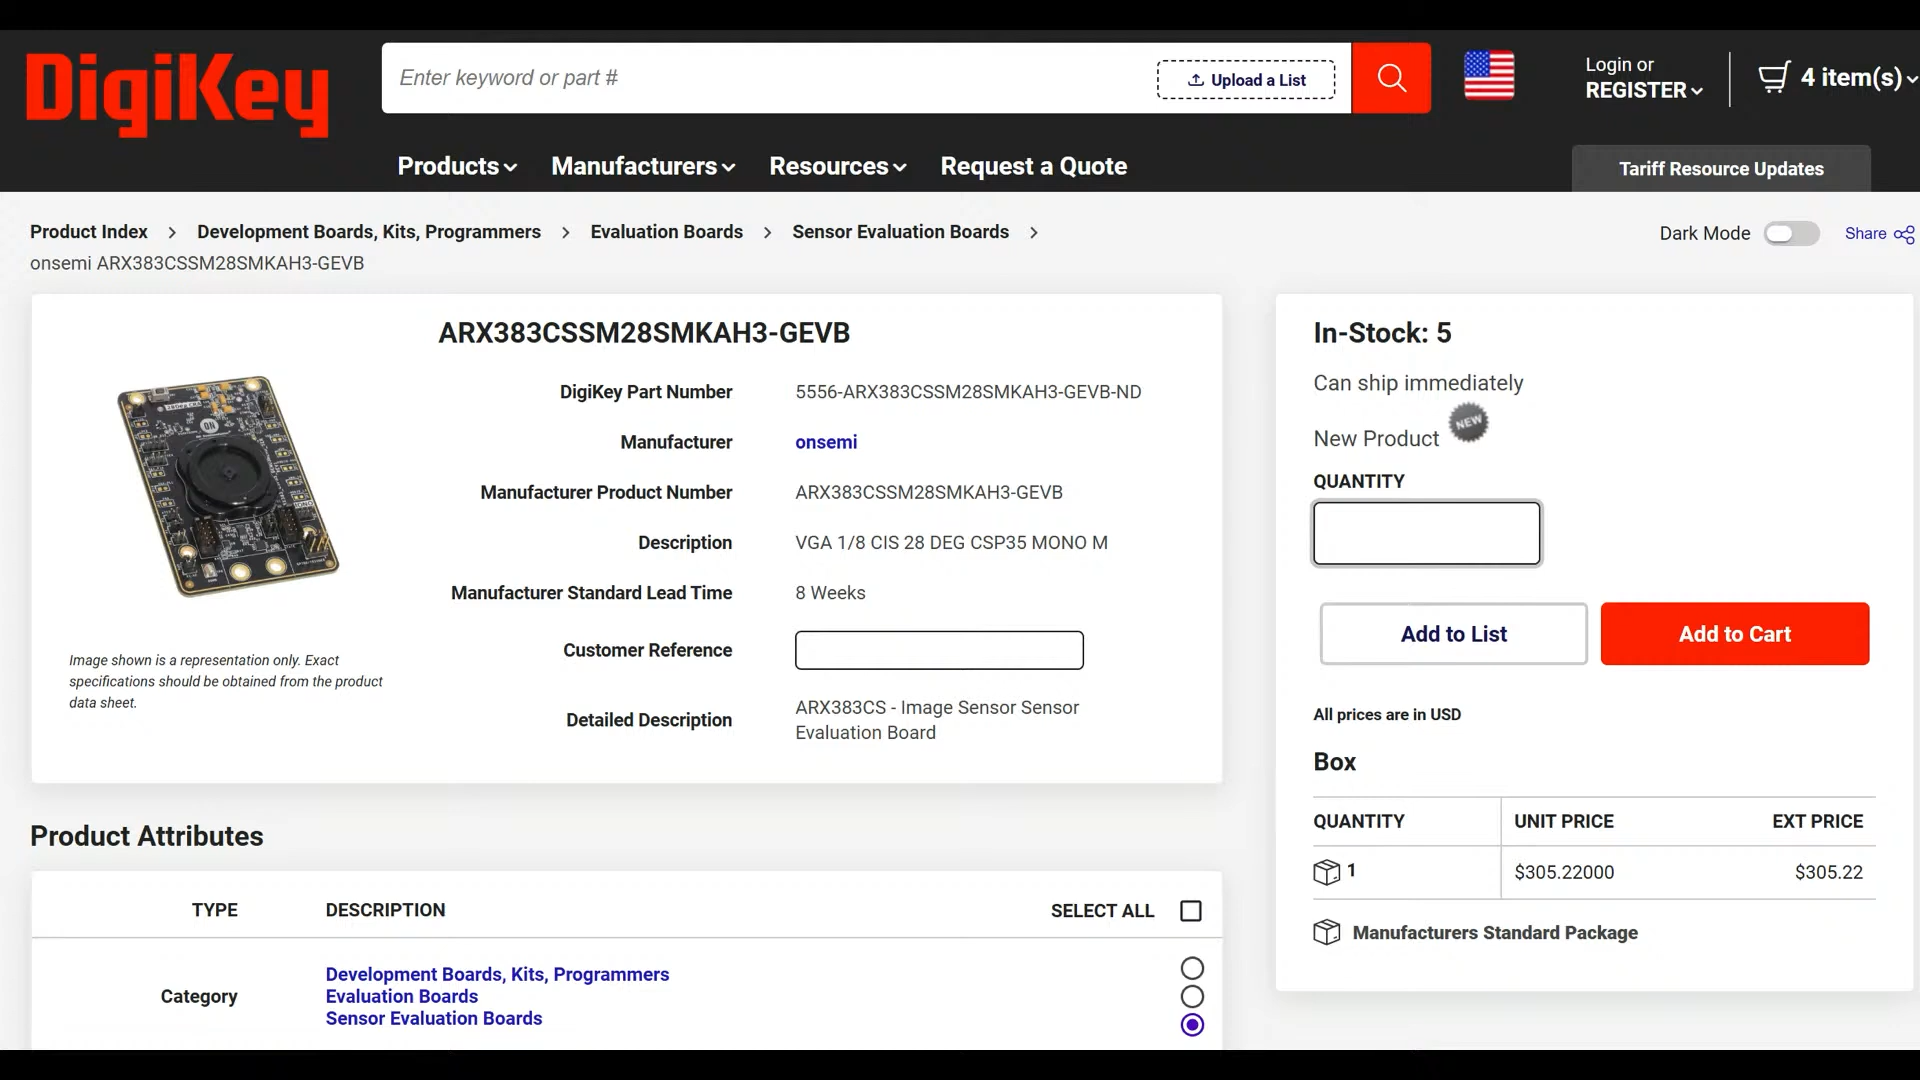 DigiKey
Enter keyword or part #
Upload a List
Login or
REGISTER
4 item(s)
Products
Manufacturers
Resources
Request a Quote
Tariff Resource Updates
Product Index > Development Boards, Kits, Programmers > Evaluation Boards > Sensor Evaluation Boards >
onsemi ARX383CSSM28SMKAH3-GEVB
Dark Mode
Share
ARX383CSSM28SMKAH3-GEVB
DigiKey Part Number 5556-ARX383CSSM28SMKAH3-GEVB-ND
Manufacturer onsemi
Manufacturer Product Number ARX383CSSM28SMKAH3-GEVB
Description VGA 1/8 CIS 28 DEG CSP35 MONO M
Manufacturer Standard Lead Time 8 Weeks
Customer Reference
Detailed Description ARX383CS - Image Sensor Sensor
Evaluation Board
ON
Image shown is a representation only. Exact
specifications should be obtained from the product
data sheet.
In-Stock: 5
Can ship immediately
New Product NEW
QUANTITY
Add to List
Add to Cart
All prices are in USD
Box
QUANTITY UNIT PRICE EXT PRICE
1 $305.22000 $305.22
Manufacturers Standard Package
Product Attributes
TYPE DESCRIPTION SELECT ALL
Category
Development Boards, Kits, Programmers
Evaluation Boards
Sensor Evaluation Boards